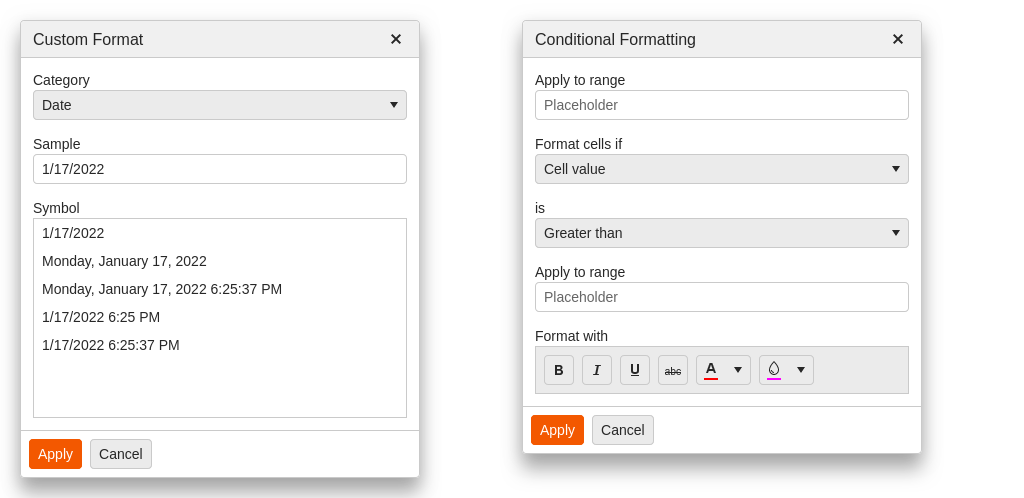 Custom Format
Category
Date
Sample
1/17/2022
Symbol
1/17/2022
Monday, January 17, 2022
Monday, January 17, 2022 6:25:37 PM
1/17/2022 6:25 PM
1/17/2022 6:25:37 PM
Apply Cancel
Conditional Formatting
Apply to range
Placeholder
Format cells if
Cell value
is
Greater than
Apply to range
Placeholder
Format with
B I U abc A
Apply Cancel